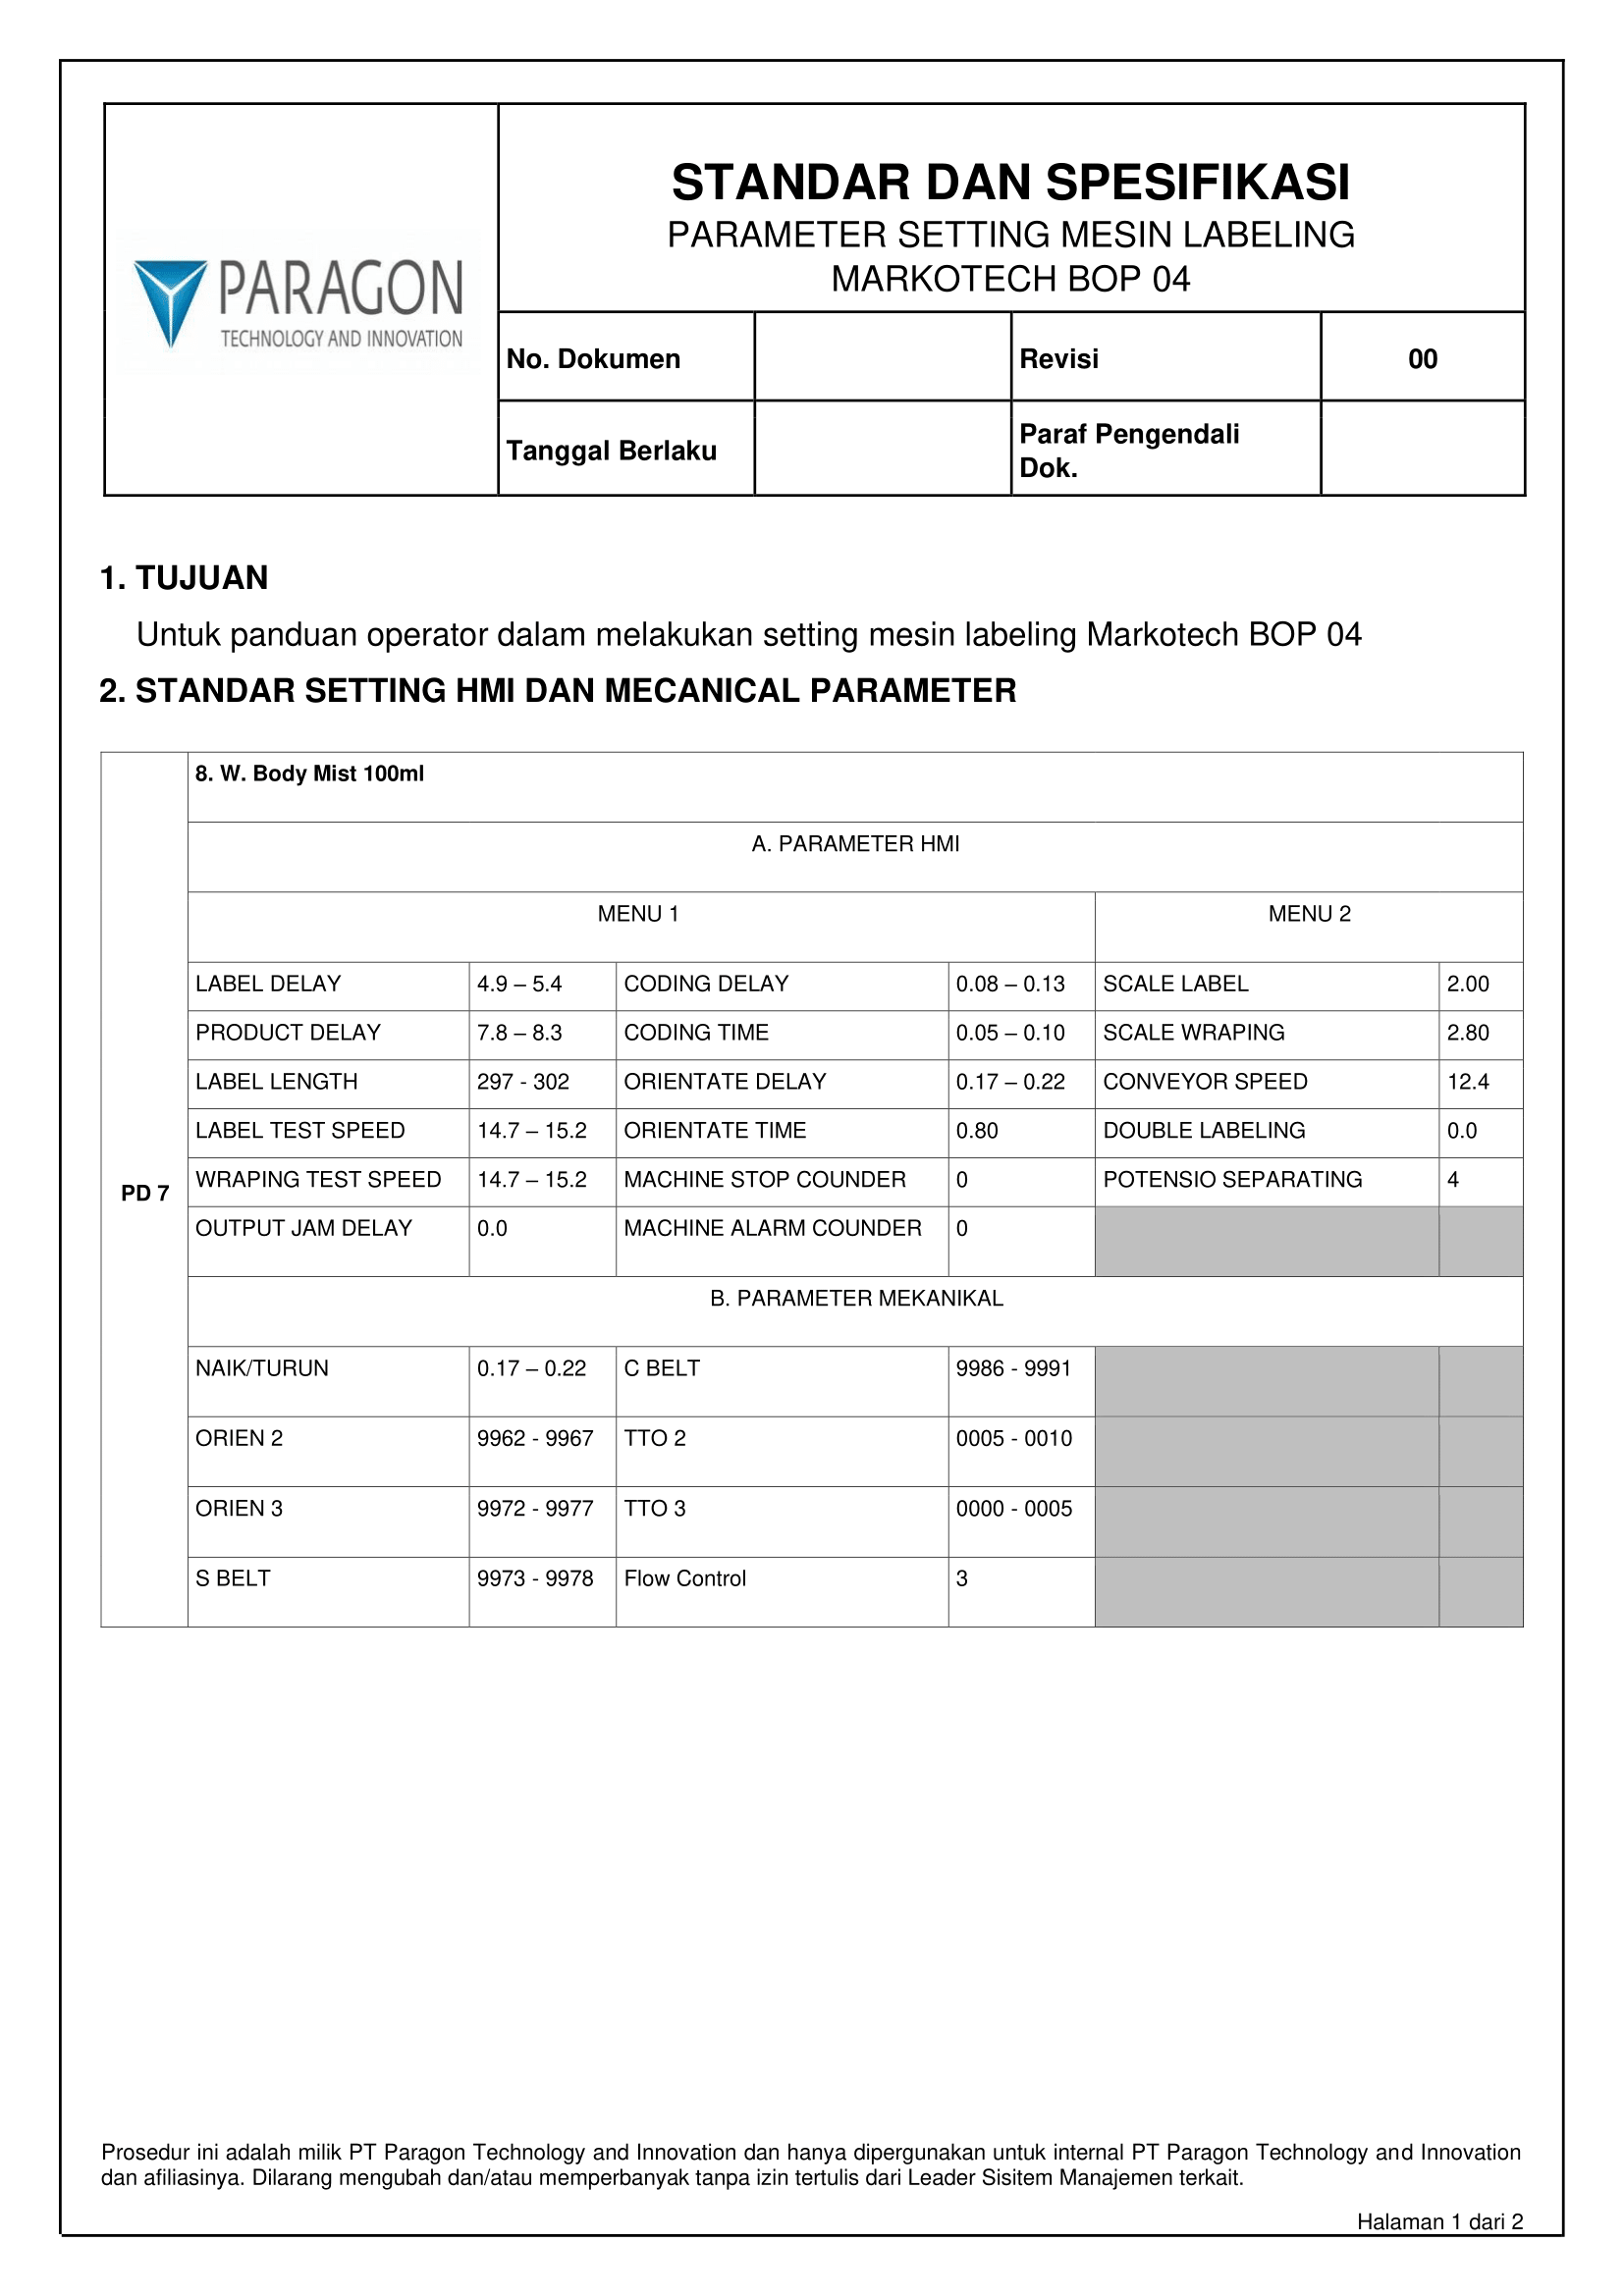 PARAGON
TECHNOLOGY AND INNOVATION
STANDAR DAN SPESIFIKASI
PARAMETER SETTING MESIN LABELING
MARKOTECH BOP 04
No. Dokumen Revisi 00
Tanggal Berlaku Paraf Pengendali
Dok.
1. TUJUAN
Untuk panduan operator dalam melakukan setting mesin labeling Markotech BOP 04
2. STANDAR SETTING HMI DAN MECANICAL PARAMETER
PD 7
8. W. Body Mist 100ml
A. PARAMETER HMI
MENU 1 MENU 2
LABEL DELAY 4.9 – 5.4 CODING DELAY 0.08 – 0.13 SCALE LABEL 2.00
PRODUCT DELAY 7.8 – 8.3 CODING TIME 0.05 – 0.10 SCALE WRAPING 2.80
LABEL LENGTH 297 - 302 ORIENTATE DELAY 0.17 – 0.22 CONVEYOR SPEED 12.4
LABEL TEST SPEED 14.7 – 15.2 ORIENTATE TIME 0.80 DOUBLE LABELING 0.0
WRAPING TEST SPEED 14.7 – 15.2 MACHINE STOP COUNDER 0 POTENSIO SEPARATING 4
OUTPUT JAM DELAY 0.0 MACHINE ALARM COUNDER 0
B. PARAMETER MEKANIKAL
NAIK/TURUN 0.17 – 0.22 C BELT 9986 - 9991
ORIEN 2 9962 - 9967 TTO 2 0005 - 0010
ORIEN 3 9972 - 9977 TTO 3 0000 - 0005
S BELT 9973 - 9978 Flow Control 3
Prosedur ini adalah milik PT Paragon Technology and Innovation dan hanya dipergunakan untuk internal PT Paragon Technology and Innovation
dan afiliasinya. Dilarang mengubah dan/atau memperbanyak tanpa izin tertulis dari Leader Sisitem Manajemen terkait.
Halaman 1 dari 2